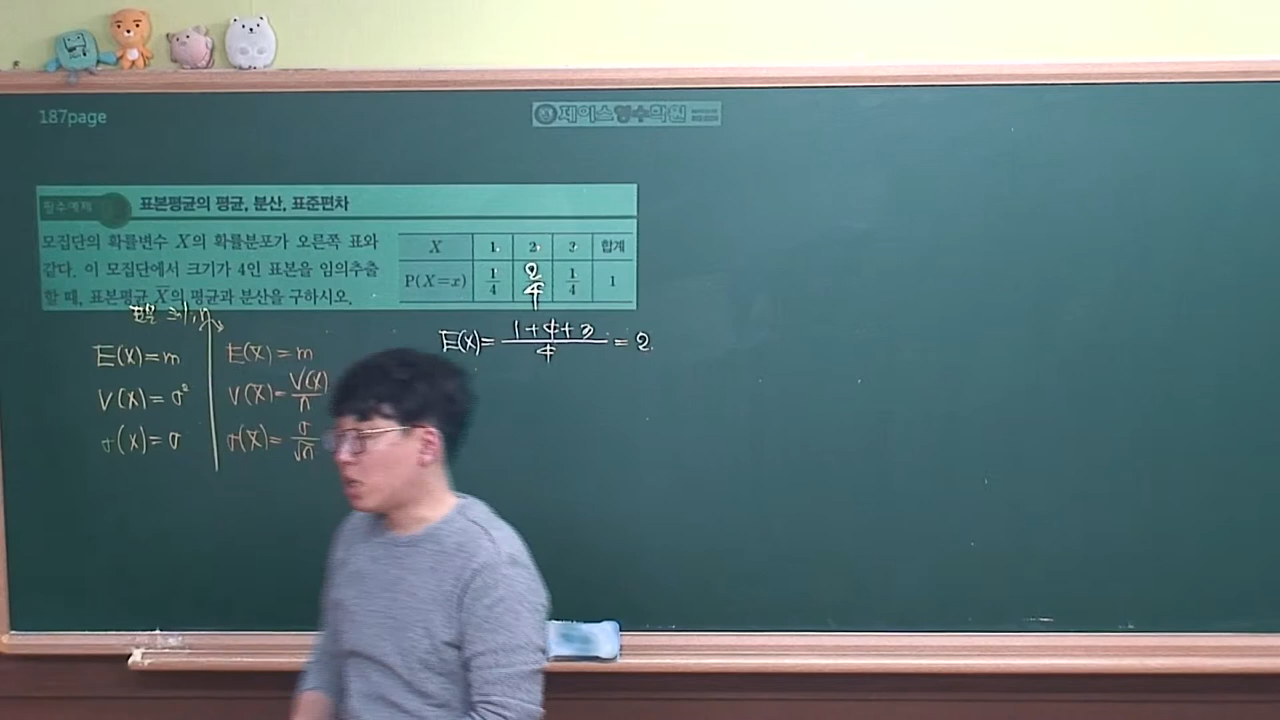 187page
제이스영수학원
필수예제
표본평균의 평균, 분산, 표준편차
모집단의 확률변수 X의 확률분포가 오른쪽 표와
같다. 이 모집단에서 크기가 4인 표본을 임의추출
할 때, 표본평균 X̄의 평균과 분산을 구하시오.
X 1 2 3 합계
P(X=x) 1/4 2/4 1/4 1
표본 크기, n
E(X)=m
V(X)=σ²
σ(X)=σ
E(X̄)=m
V(X̄)=V(X)/n
σ(X̄)=σ/√n
E(X)=(1+4+3)/4=2.